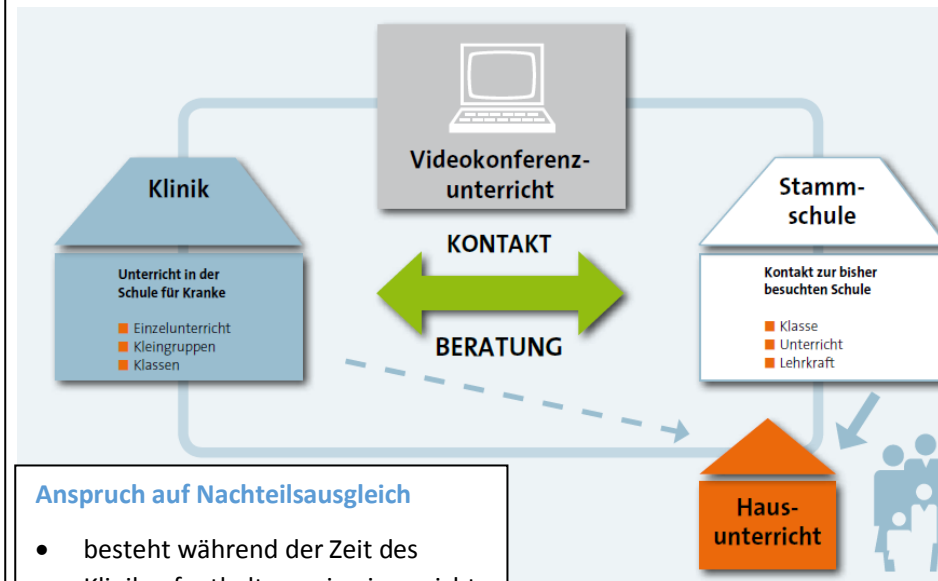 Videokonferenz-
unterricht
Klinik
Unterricht in der
Schule für Kranke
Einzelunterricht
Kleingruppen
Klassen
KONTAKT
BERATUNG
Stamm-
schule
Kontakt zur bisher
besuchten Schule
Klasse
Unterricht
Lehrkraft
Haus-
unterricht
Anspruch auf Nachteilsausgleich
besteht während der Zeit des